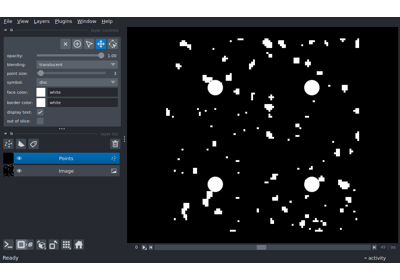 File View Layers Plugins Window Help
opacity: 1.00
blending: translucent
point size:
symbol: disc
face color: white
border color: white
display text: ✓
out of slice:
Points
Image
0
Ready
activity